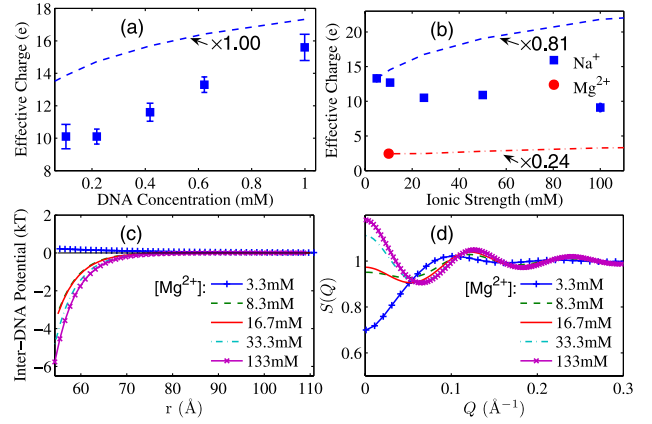 (a)
×1.00
Effective Charge (e)
18
16
14
12
10
8
0.2 0.4 0.6 0.8 1
DNA Concentration (mM)
(b)
×0.81
Na⁺
Mg²⁺
×0.24
Effective Charge (e)
20
15
10
5
0
0 20 40 60 80 100
Ionic Strength (mM)
(c)
Inter−DNA Potential (kT)
2
0
-2
-4
-6
[Mg²⁺]:
3.3mM
8.3mM
16.7mM
33.3mM
133mM
60 70 80 90 100 110
r (Å)
(d)
S(Q)
1
0.8
0.6
[Mg²⁺]:
3.3mM
8.3mM
16.7mM
33.3mM
133mM
0 0.1 0.2 0.3
Q (Å⁻¹)